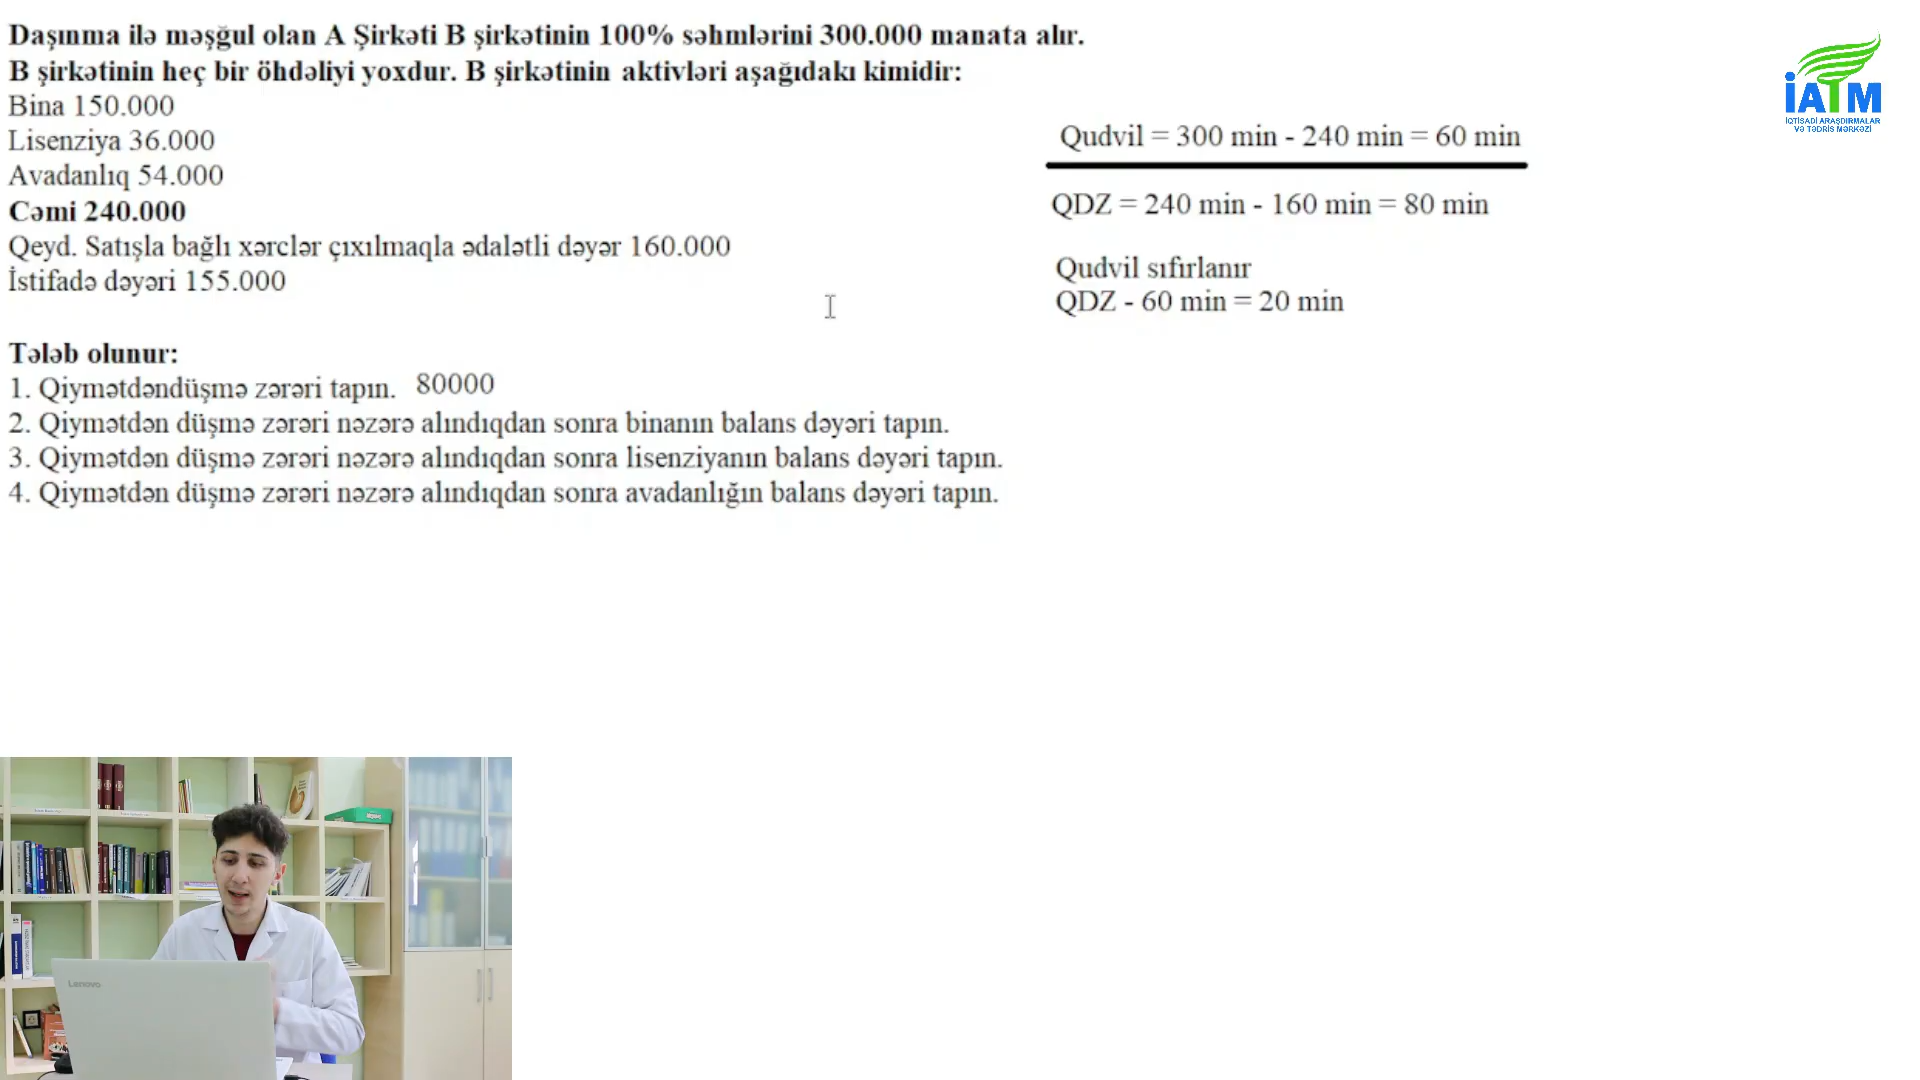 Daşınma ilə məşğul olan A Şirkəti B şirkətinin 100% səhmlərini 300.000 manata alır.
B şirkətinin heç bir öhdəliyi yoxdur. B şirkətinin aktivləri aşağıdakı kimidir:
Bina 150.000
Lisenziya 36.000
Avadanlıq 54.000
Cəmi 240.000
Qeyd. Satışla bağlı xərclər çıxılmaqla ədalətli dəyər 160.000
İstifadə dəyəri 155.000
Tələb olunur:
1. Qiymətdəndüşmə zərəri tapın. 80000
2. Qiymətdən düşmə zərəri nəzərə alındıqdan sonra binanın balans dəyəri tapın.
3. Qiymətdən düşmə zərəri nəzərə alındıqdan sonra lisenziyanın balans dəyəri tapın.
4. Qiymətdən düşmə zərəri nəzərə alındıqdan sonra avadanlığın balans dəyəri tapın.
Qudvil = 300 min - 240 min = 60 min
QDZ = 240 min - 160 min = 80 min
Qudvil sıfırlanır
QDZ - 60 min = 20 min
İATM
İQTİSADİ ARAŞDIRMALAR
VƏ TƏDRİS MƏRKƏZİ
Lenovo